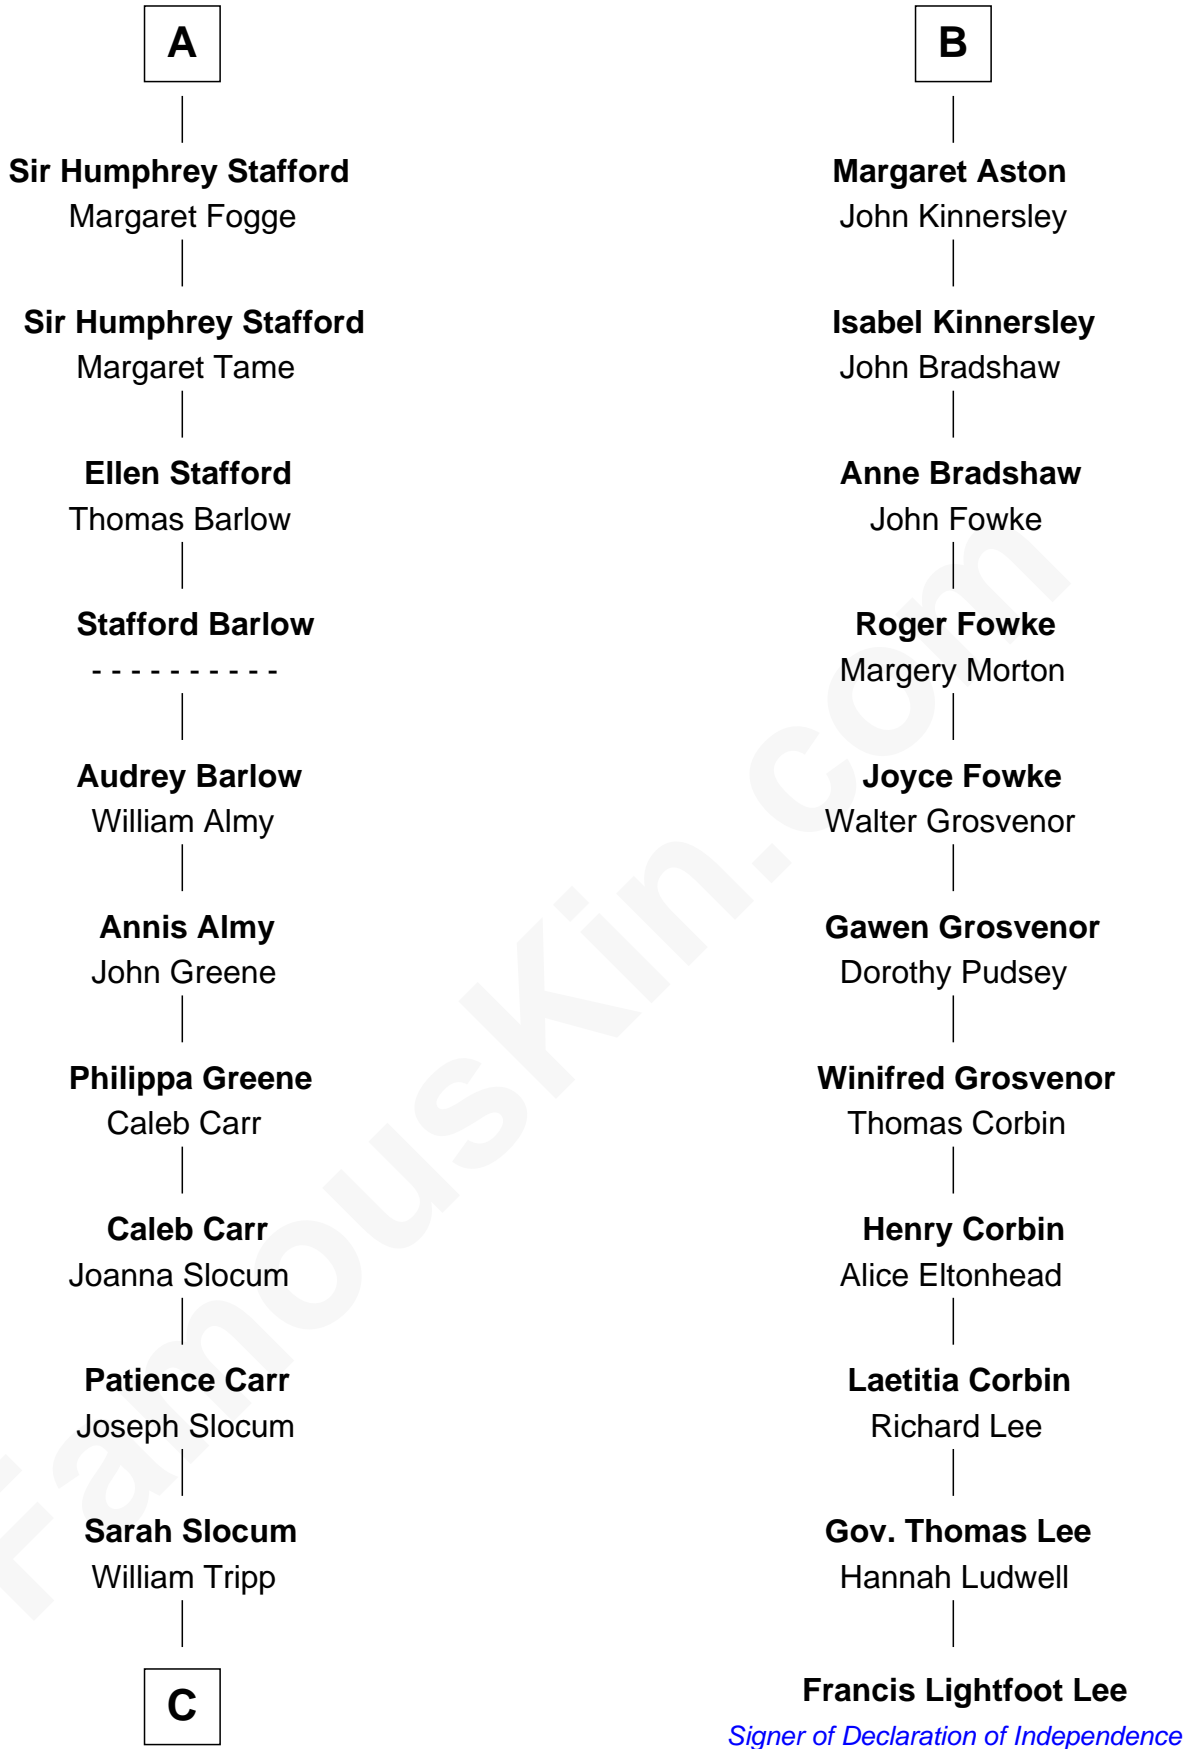 A
Sir Humphrey Stafford
Margaret Fogge
Sir Humphrey Stafford
Margaret Tame
Ellen Stafford
Thomas Barlow
Stafford Barlow
- - - - - - - - - -
Audrey Barlow
William Almy
Annis Almy
John Greene
Philippa Greene
Caleb Carr
Caleb Carr
Joanna Slocum
Patience Carr
Joseph Slocum
Sarah Slocum
William Tripp
C
B
Margaret Aston
John Kinnersley
Isabel Kinnersley
John Bradshaw
Anne Bradshaw
John Fowke
Roger Fowke
Margery Morton
Joyce Fowke
Walter Grosvenor
Gawen Grosvenor
Dorothy Pudsey
Winifred Grosvenor
Thomas Corbin
Henry Corbin
Alice Eltonhead
Laetitia Corbin
Richard Lee
Gov. Thomas Lee
Hannah Ludwell
Francis Lightfoot Lee
Signer of Declaration of Independence
FamousKin.com